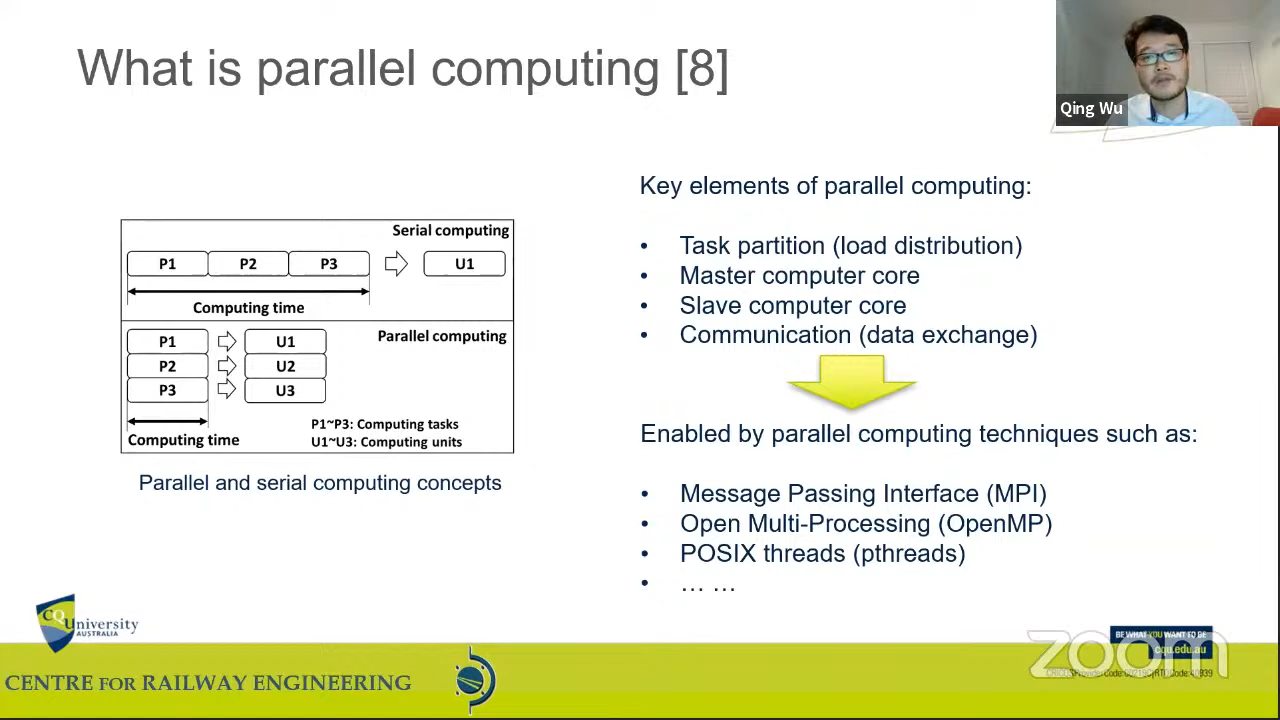 What is parallel computing [8]
Qing Wu
Serial computing
P1 P2 P3 U1
Computing time
Parallel computing
P1 U1
P2 U2
P3 U3
Computing time
P1~P3: Computing tasks
U1~U3: Computing units
Parallel and serial computing concepts
Key elements of parallel computing:
• Task partition (load distribution)
• Master computer core
• Slave computer core
• Communication (data exchange)
Enabled by parallel computing techniques such as:
• Message Passing Interface (MPI)
• Open Multi-Processing (OpenMP)
• POSIX threads (pthreads)
• … …
CQUniversity
AUSTRALIA
CENTRE FOR RAILWAY ENGINEERING
BE WHAT YOU WANT TO BE
cqu.edu.au
zoom